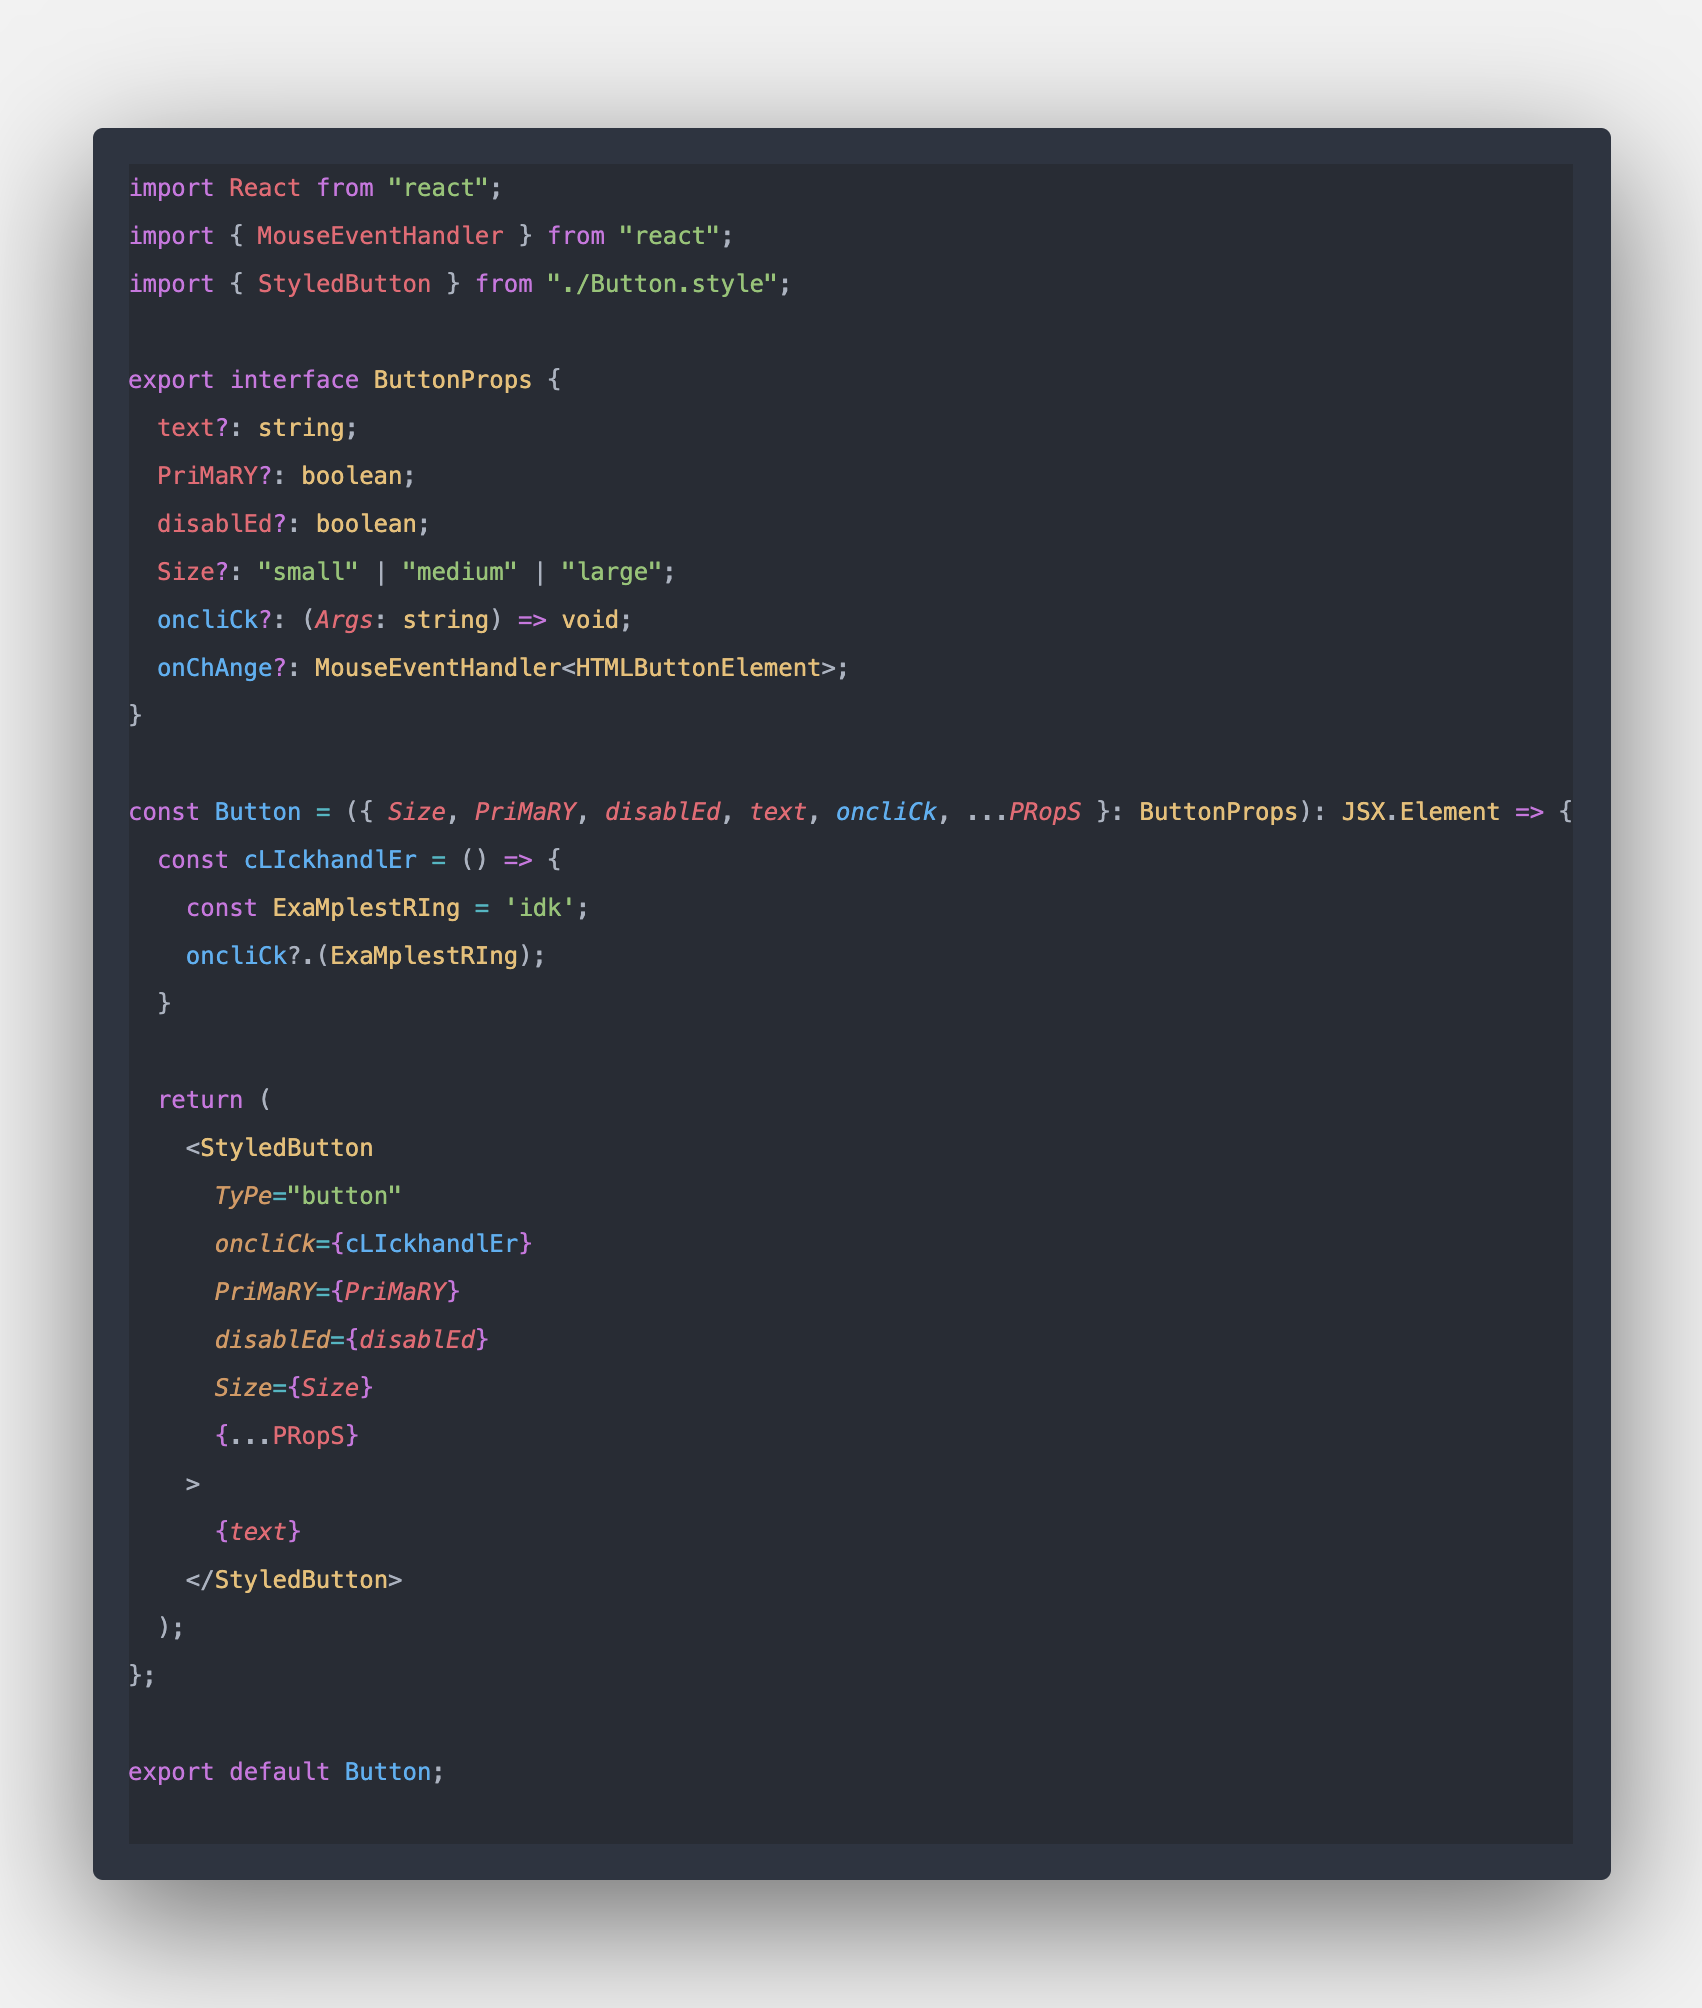 import React from "react";
import { MouseEventHandler } from "react";
import { StyledButton } from "./Button.style";
export interface ButtonProps {
  text?: string;
  PriMaRY?: boolean;
  disablEd?: boolean;
  Size?: "small" | "medium" | "large";
  oncliCk?: (Args: string) => void;
  onChAnge?: MouseEventHandler<HTMLButtonElement>;
}
const Button = ({ Size, PriMaRY, disablEd, text, oncliCk, ...PRopS }: ButtonProps): JSX.Element => {
  const cLIckhandlEr = () => {
    const ExaMplestRIng = 'idk';
    oncliCk?.(ExaMplestRIng);
  }
  return (
    <StyledButton
      TyPe="button"
      oncliCk={cLIckhandlEr}
      PriMaRY={PriMaRY}
      disablEd={disablEd}
      Size={Size}
      {...PRopS}
    >
      {text}
    </StyledButton>
  );
};
export default Button;